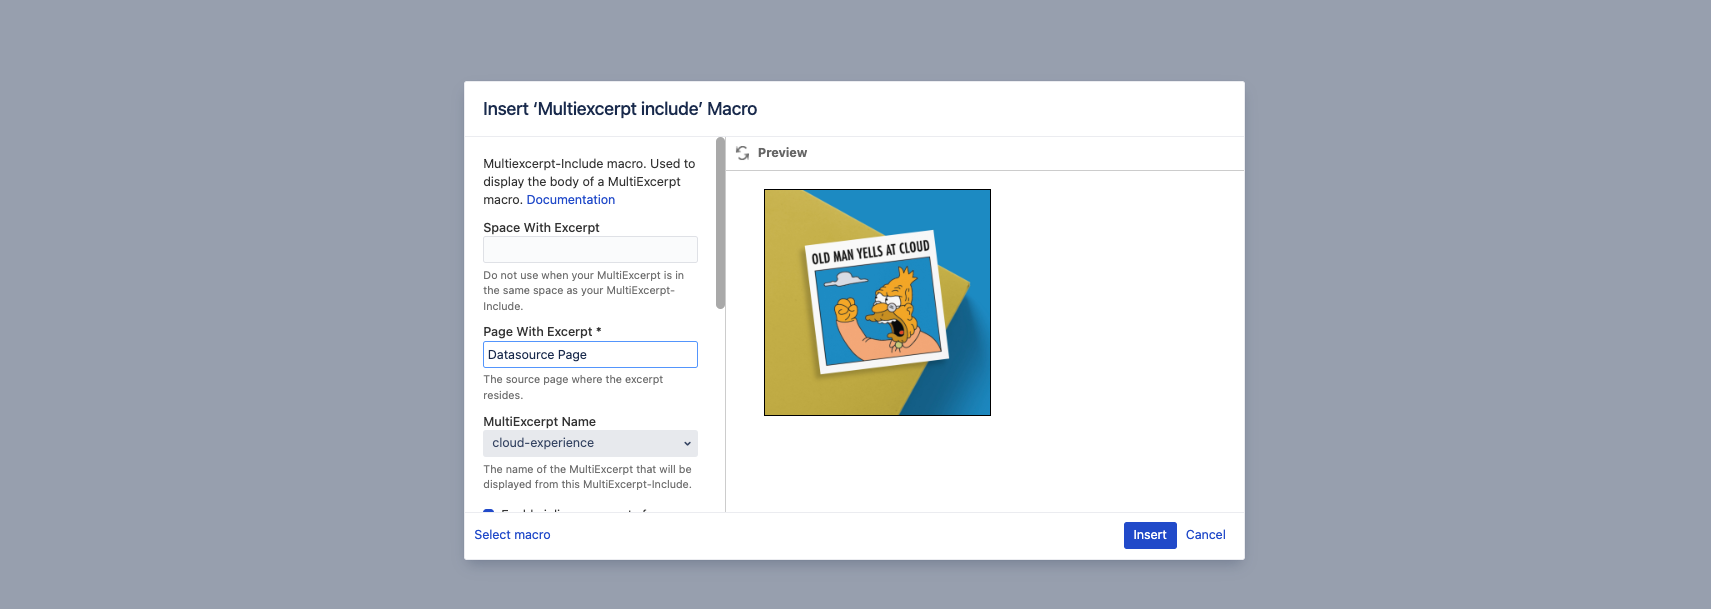 Insert ‘Multiexcerpt include’ Macro
Multiexcerpt-Include macro. Used to
display the body of a MultiExcerpt
macro. Documentation
Space With Excerpt
Do not use when your MultiExcerpt is in
the same space as your MultiExcerpt-
Include.
Page With Excerpt *
Datasource Page
The source page where the excerpt
resides.
MultiExcerpt Name
cloud-experience
The name of the MultiExcerpt that will be
displayed from this MultiExcerpt-Include.
Preview
OLD MAN YELLS AT CLOUD
Select macro
Insert
Cancel